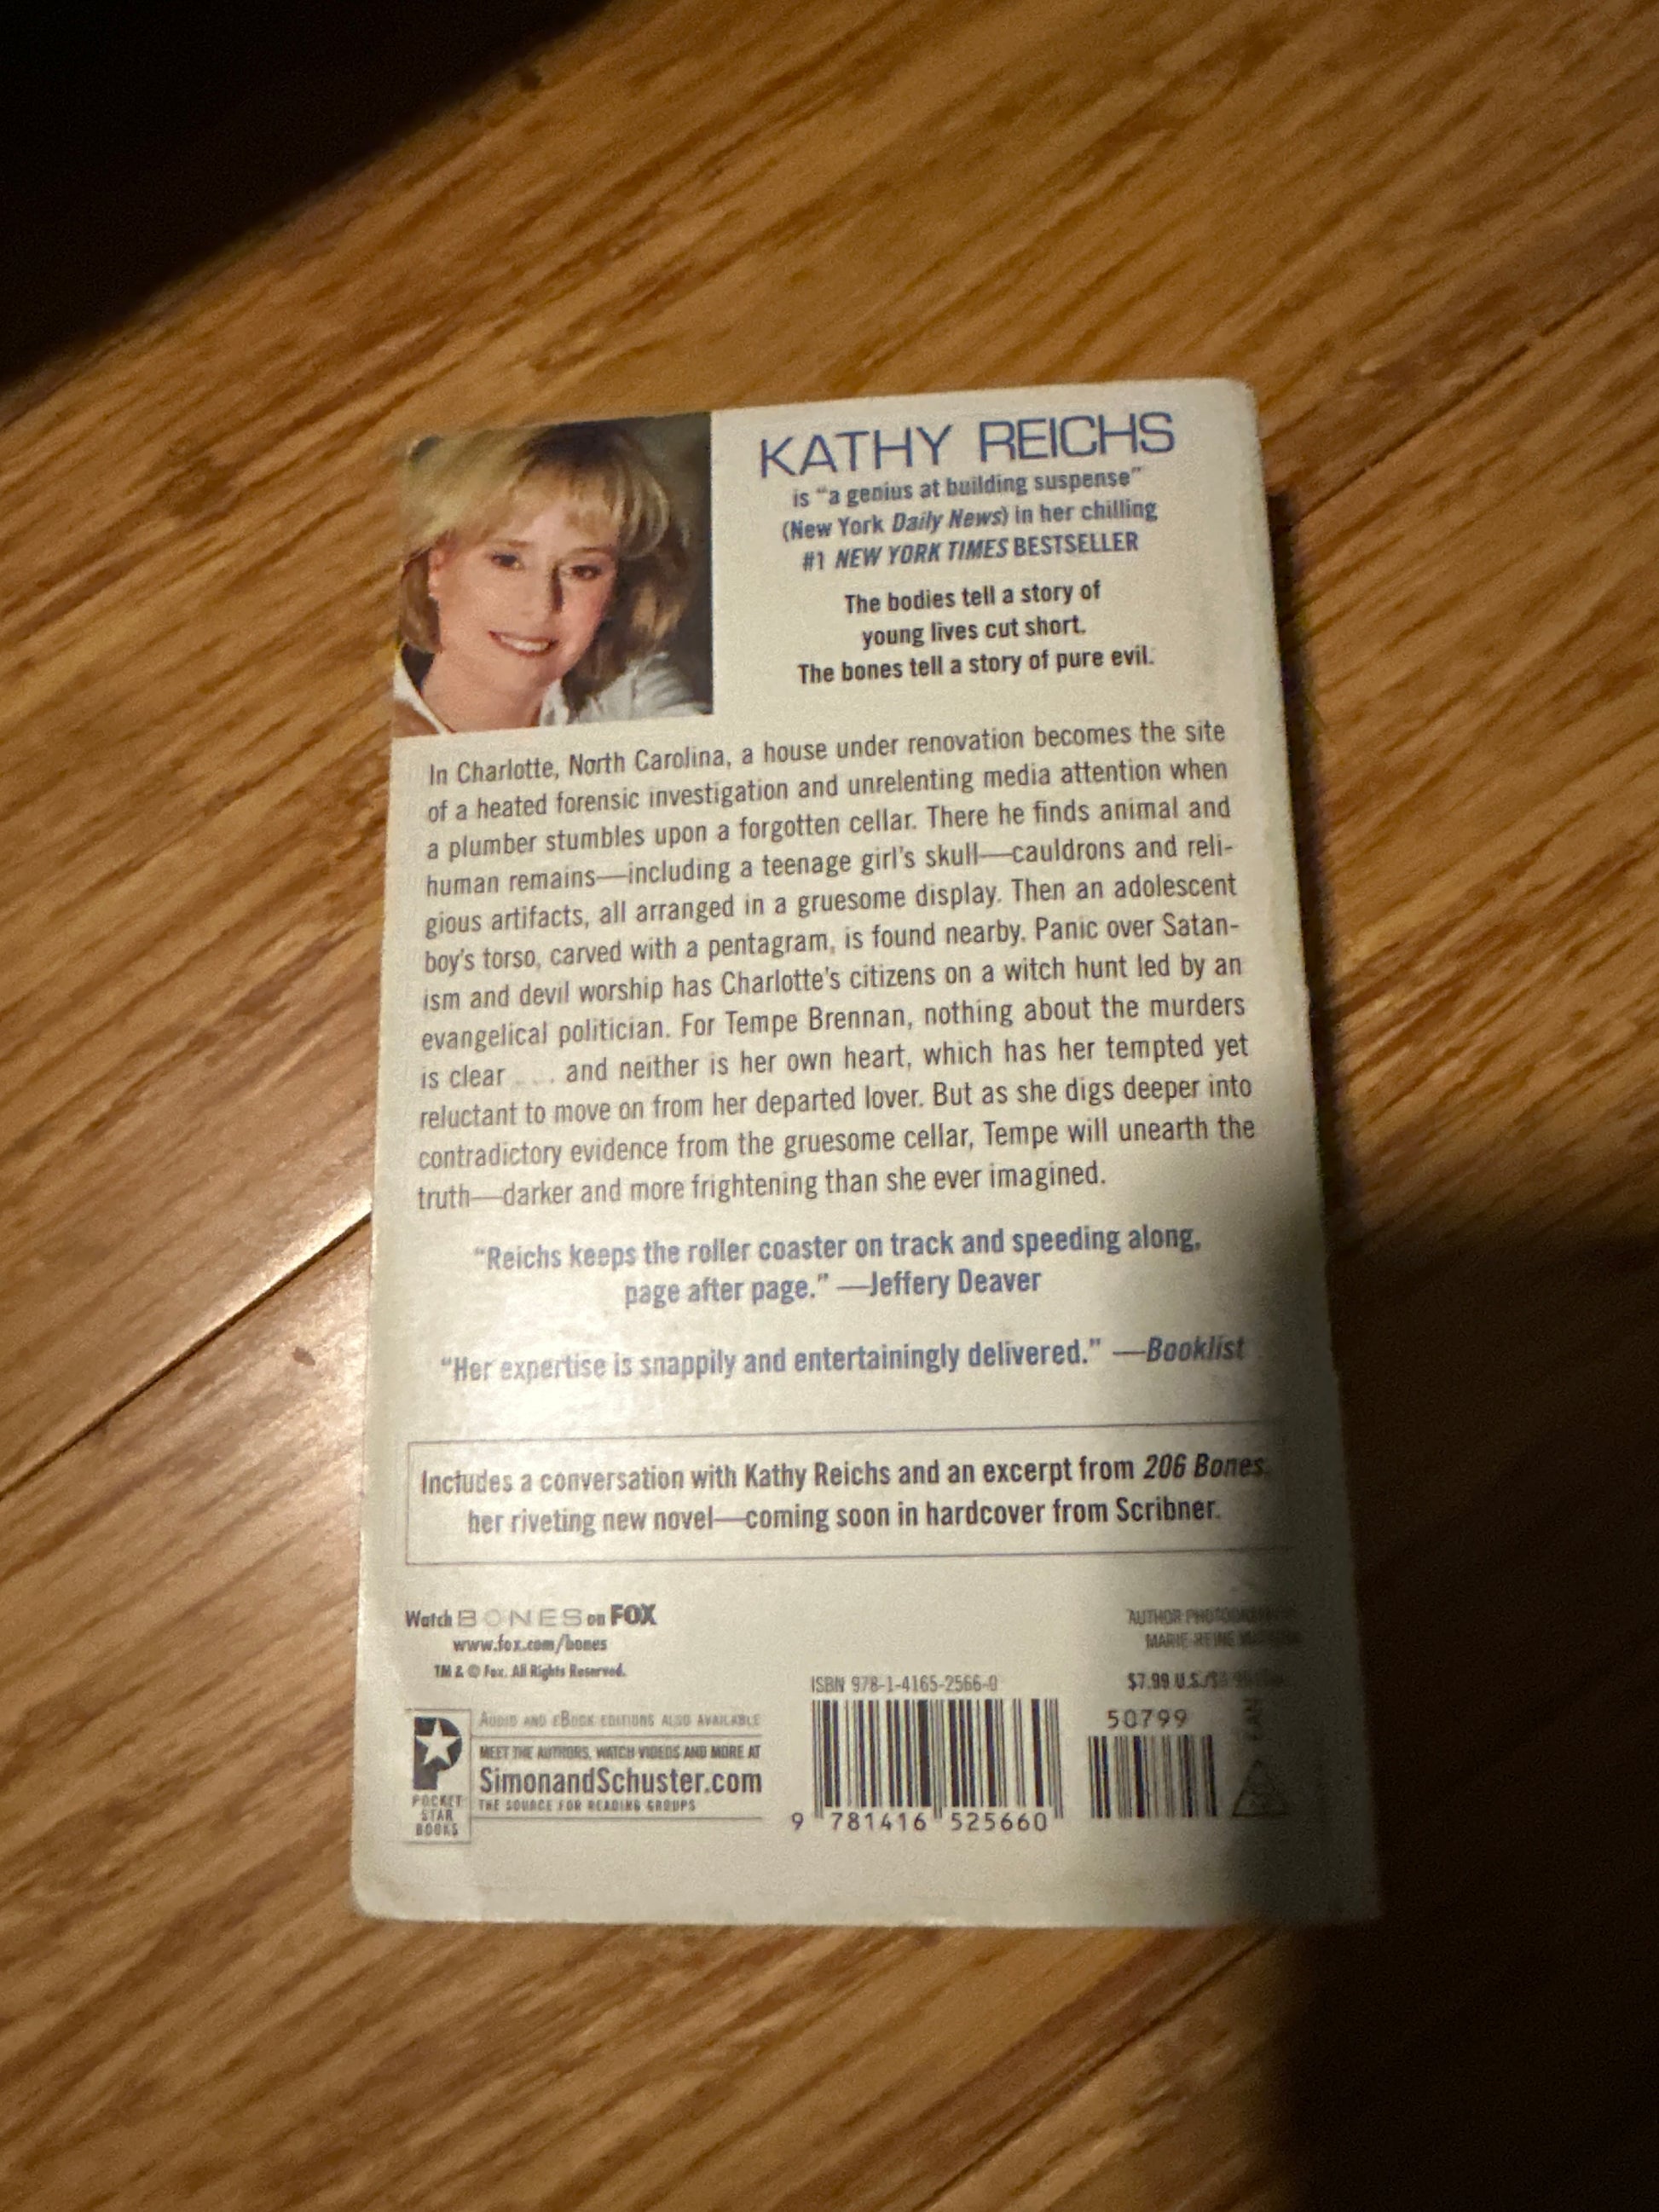 KATHY REICHS
is "a genius at building suspense"
(New York Daily News) in her chilling
#1 NEW YORK TIMES BESTSELLER
The bodies tell a story of
young lives cut short.
The bones tell a story of pure evil.
In Charlotte, North Carolina, a house under renovation becomes the site
of a heated forensic investigation and unrelenting media attention when
a plumber stumbles upon a forgotten cellar. There he finds animal and
human remains—including a teenage girl's skull—cauldrons and reli-
gious artifacts, all arranged in a gruesome display. Then an adolescent
boy's torso, carved with a pentagram, is found nearby. Panic over Satan-
ism and devil worship has Charlotte's citizens on a witch hunt led by an
evangelical politician. For Tempe Brennan, nothing about the murders
is clear . . . and neither is her own heart, which has her tempted yet
reluctant to move on from her departed lover. But as she digs deeper into
contradictory evidence from the gruesome cellar, Tempe will unearth the
truth—darker and more frightening than she ever imagined.
"Reichs keeps the roller coaster on track and speeding along,
page after page." —Jeffery Deaver
"Her expertise is snappily and entertainingly delivered." —Booklist
Includes a conversation with Kathy Reichs and an excerpt from 206 Bones,
her riveting new novel—coming soon in hardcover from Scribner.
Watch BONES on FOX
www.fox.com/bones
TM & © Fox. All Rights Reserved.
AUTHOR
MARIE-REINE
ISBN 978-1-4165-2566-0
$7.99 U.S.
50799
AUDIO AND EBOOK EDITIONS ALSO AVAILABLE
MEET THE AUTHORS, WATCH VIDEOS AND MORE AT
SimonandSchuster.com
THE SOURCE FOR READING GROUPS
POCKET
STAR
BOOKS
9 781416 525660